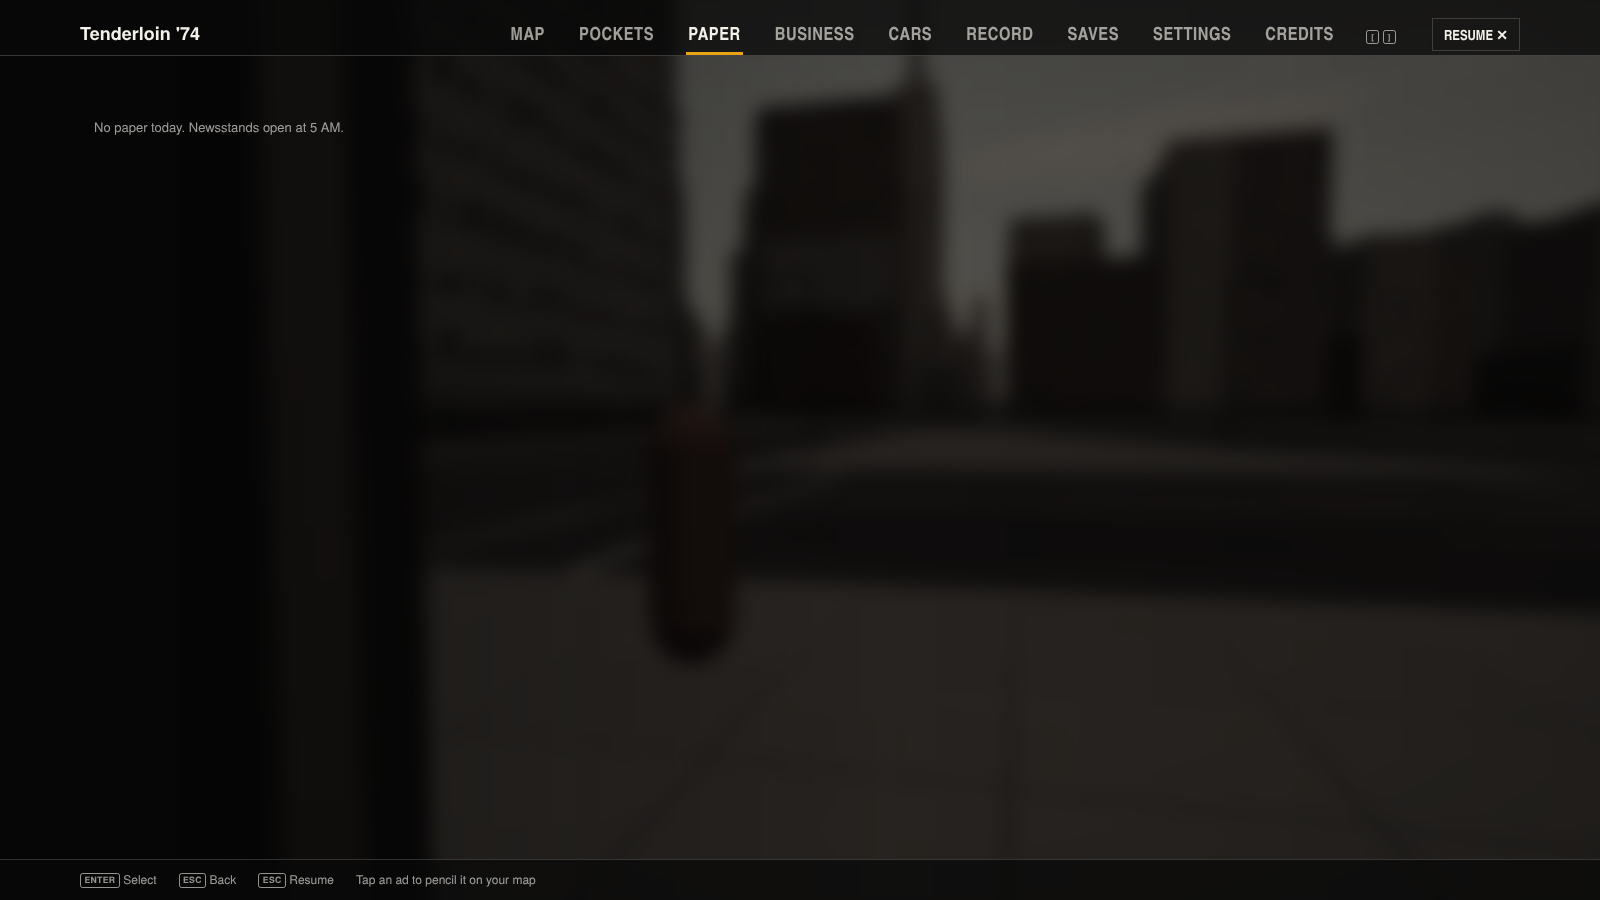 Tenderloin '74
MAP POCKETS PAPER BUSINESS CARS RECORD SAVES SETTINGS CREDITS [ ] RESUME ✕
No paper today. Newsstands open at 5 AM.
ENTER Select ESC Back ESC Resume Tap an ad to pencil it on your map